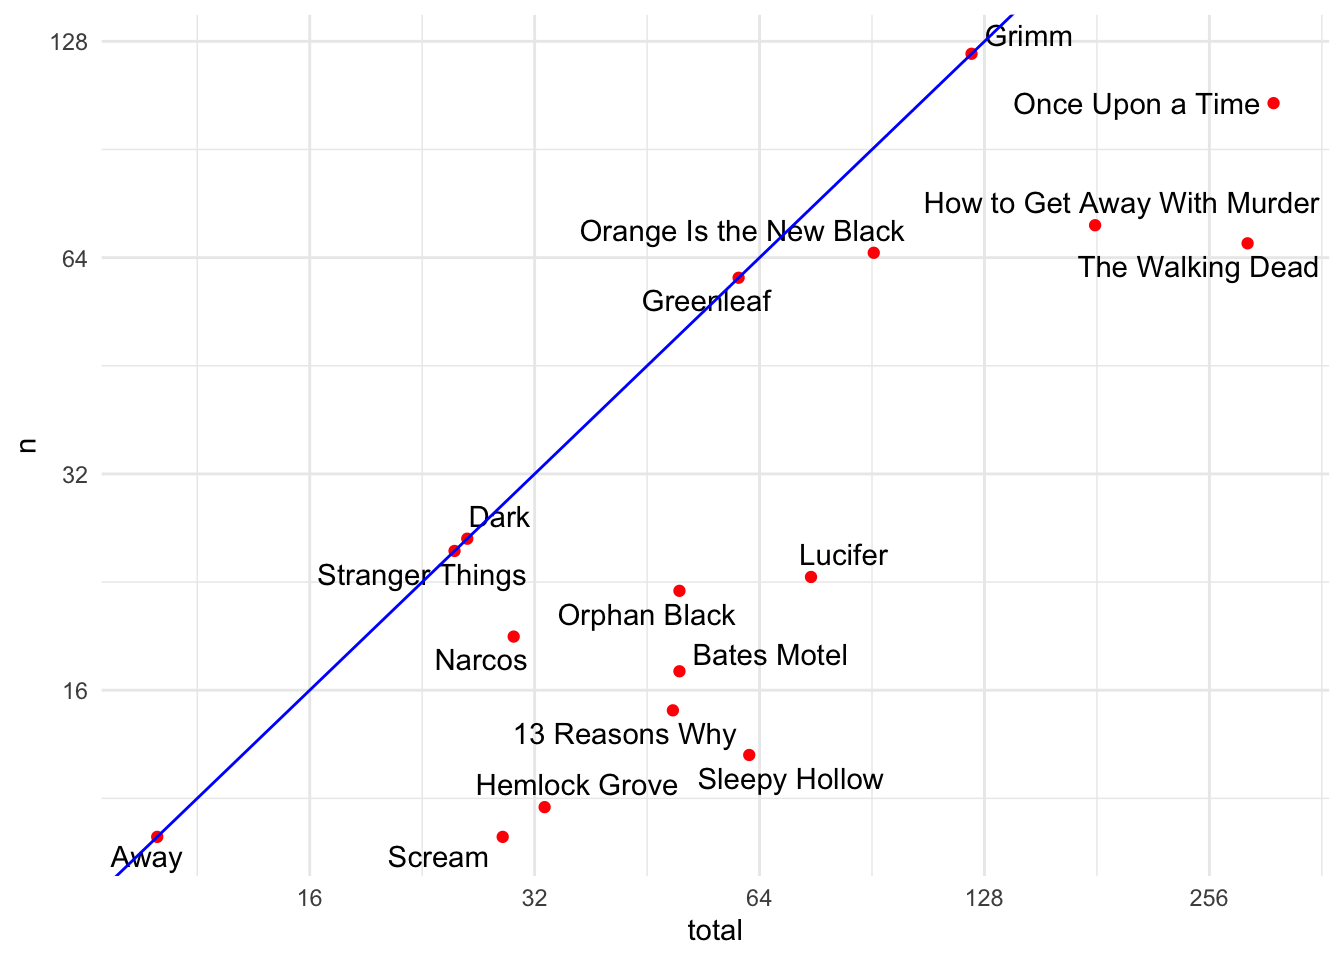 Grimm
128
Once Upon a Time
How to Get Away With Murder
Orange Is the New Black
64
The Walking Dead
Greenleaf
n
32
Dark
Lucifer
Stranger Things
Orphan Black
Bates Motel
Narcos
16
13 Reasons Why
Sleepy Hollow
Hemlock Grove
Away
Scream
16 32 64 128 256
total